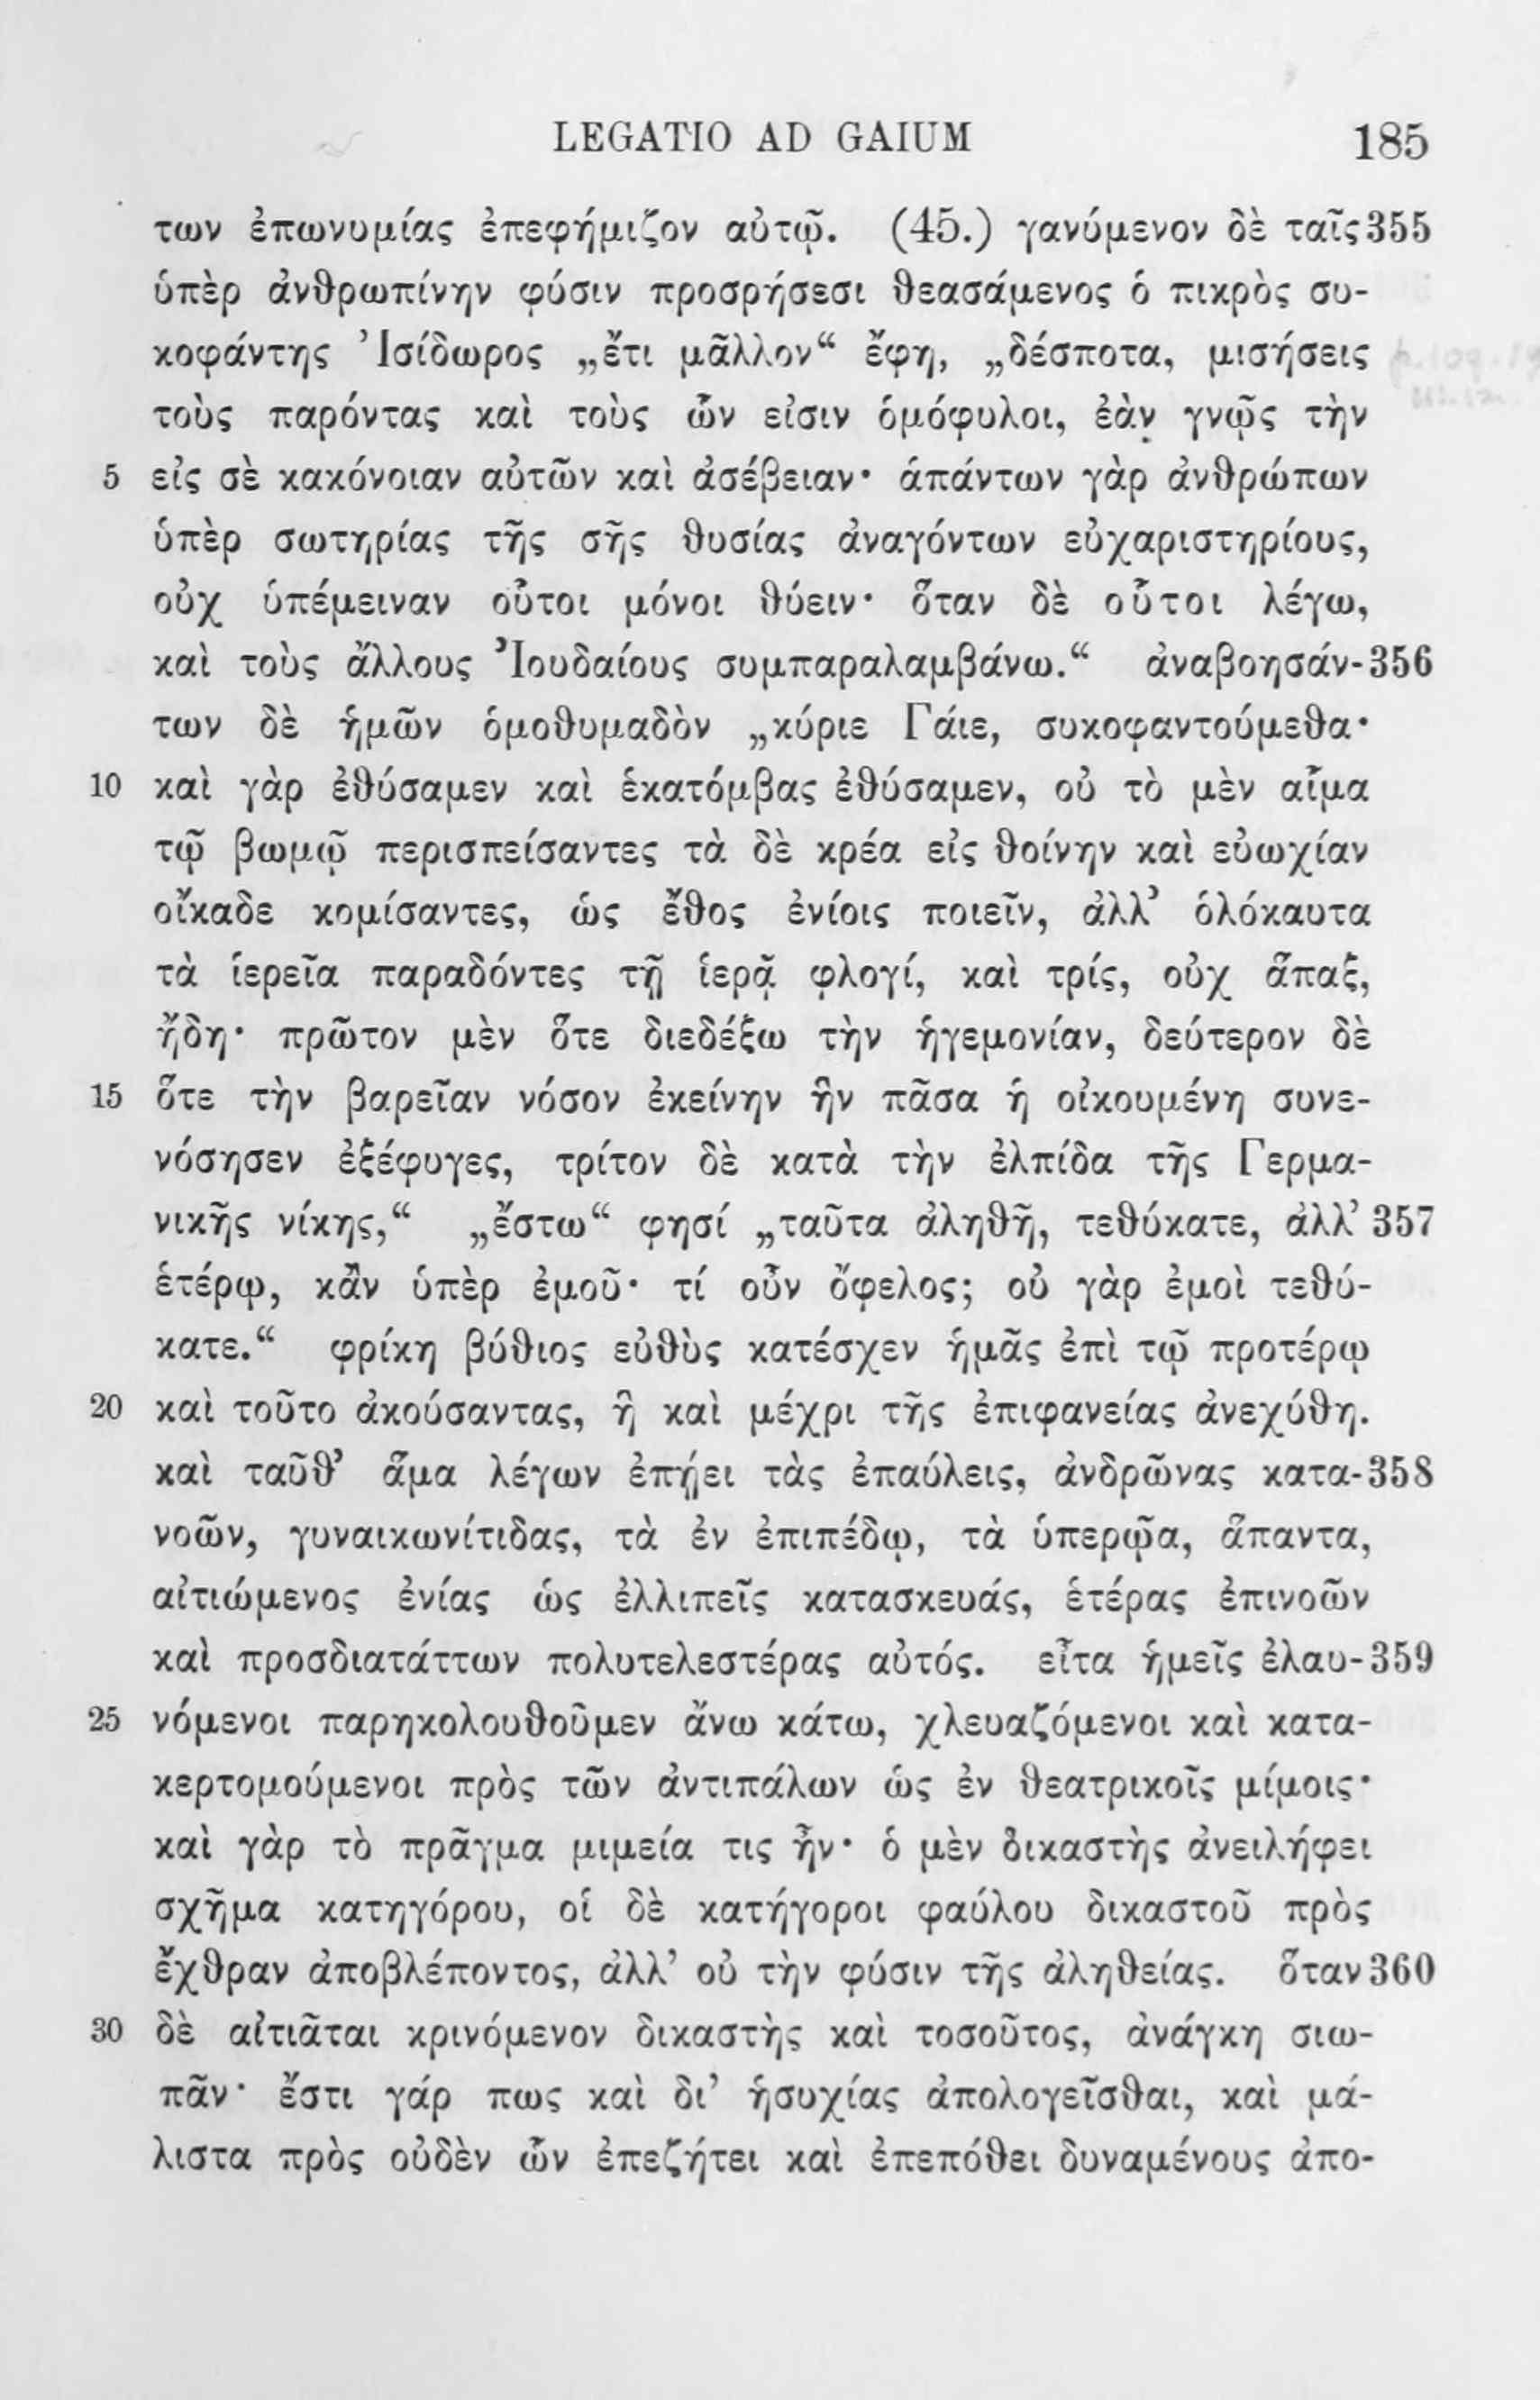 LEGATIO AD GAIUM 185
των ἐπωνυμίας ἐπεφήμιζον αὐτῷ. (45.) γανύμενον δὲ ταῖς 355
ὑπὲρ ἀνθρωπίνην φύσιν προσρήσεσι θεασάμενος ὁ πικρὸς συ-
κοφάντης Ἰσίδωρος „ἔτι μᾶλλον“ ἔφη, „δέσποτα, μισήσεις
τοὺς παρόντας καὶ τοὺς ὧν εἰσιν ὁμόφυλοι, ἐὰν γνῷς τὴν
5 εἰς σὲ κακόνοιαν αὐτῶν καὶ ἀσέβειαν· ἁπάντων γὰρ ἀνθρώπων
ὑπὲρ σωτηρίας τῆς σῆς θυσίας ἀναγόντων εὐχαριστηρίους,
οὐχ ὑπέμειναν οὗτοι μόνοι θύειν· ὅταν δὲ οὗτοι λέγω,
καὶ τοὺς ἄλλους Ἰουδαίους συμπαραλαμβάνω.“ ἀναβοησάν- 356
των δὲ ἡμῶν ὁμοθυμαδὸν „κύριε Γάιε, συκοφαντούμεθα·
10 καὶ γὰρ ἐθύσαμεν καὶ ἑκατόμβας ἐθύσαμεν, οὐ τὸ μὲν αἷμα
τῷ βωμῷ περισπείσαντες τὰ δὲ κρέα εἰς θοίνην καὶ εὐωχίαν
οἴκαδε κομίσαντες, ὡς ἔθος ἐνίοις ποιεῖν, ἀλλ’ ὁλόκαυτα
τὰ ἱερεῖα παραδόντες τῇ ἱερᾷ φλογί, καὶ τρίς, οὐχ ἅπαξ,
ἤδη· πρῶτον μὲν ὅτε διεδέξω τὴν ἡγεμονίαν, δεύτερον δὲ
15 ὅτε τὴν βαρεῖαν νόσον ἐκείνην ἣν πᾶσα ἡ οἰκουμένη συνε-
νόσησεν ἐξέφυγες, τρίτον δὲ κατὰ τὴν ἐλπίδα τῆς Γερμα-
νικῆς νίκης,“ „ἔστω“ φησί „ταῦτα ἀληθῆ, τεθύκατε, ἀλλ’ 357
ἑτέρῳ, κἂν ὑπὲρ ἐμοῦ· τί οὖν ὄφελος; οὐ γὰρ ἐμοὶ τεθύ-
κατε.“ φρίκη βύθιος εὐθὺς κατέσχεν ἡμᾶς ἐπὶ τῷ προτέρῳ
20 καὶ τοῦτο ἀκούσαντας, ἣ καὶ μέχρι τῆς ἐπιφανείας ἀνεχύθη.
καὶ ταῦθ’ ἅμα λέγων ἐπῄει τὰς ἐπαύλεις, ἀνδρῶνας κατα- 358
νοῶν, γυναικωνίτιδας, τὰ ἐν ἐπιπέδῳ, τὰ ὑπερῷα, ἅπαντα,
αἰτιώμενος ἐνίας ὡς ἐλλιπεῖς κατασκευάς, ἑτέρας ἐπινοῶν
καὶ προσδιατάττων πολυτελεστέρας αὐτός. εἶτα ἡμεῖς ἐλαυ- 359
25 νόμενοι παρηκολουθοῦμεν ἄνω κάτω, χλευαζόμενοι καὶ κατα-
κερτομούμενοι πρὸς τῶν ἀντιπάλων ὡς ἐν θεατρικοῖς μίμοις·
καὶ γὰρ τὸ πρᾶγμα μιμεία τις ἦν· ὁ μὲν δικαστὴς ἀνειλήφει
σχῆμα κατηγόρου, οἱ δὲ κατήγοροι φαύλου δικαστοῦ πρὸς
ἔχθραν ἀποβλέποντος, ἀλλ’ οὐ τὴν φύσιν τῆς ἀληθείας. ὅταν 360
30 δὲ αἰτιᾶται κρινόμενον δικαστὴς καὶ τοσοῦτος, ἀνάγκη σιω-
πᾶν· ἔστι γάρ πως καὶ δι’ ἡσυχίας ἀπολογεῖσθαι, καὶ μά-
λιστα πρὸς οὐδὲν ὧν ἐπεζήτει καὶ ἐπεπόθει δυναμένους ἀπο-